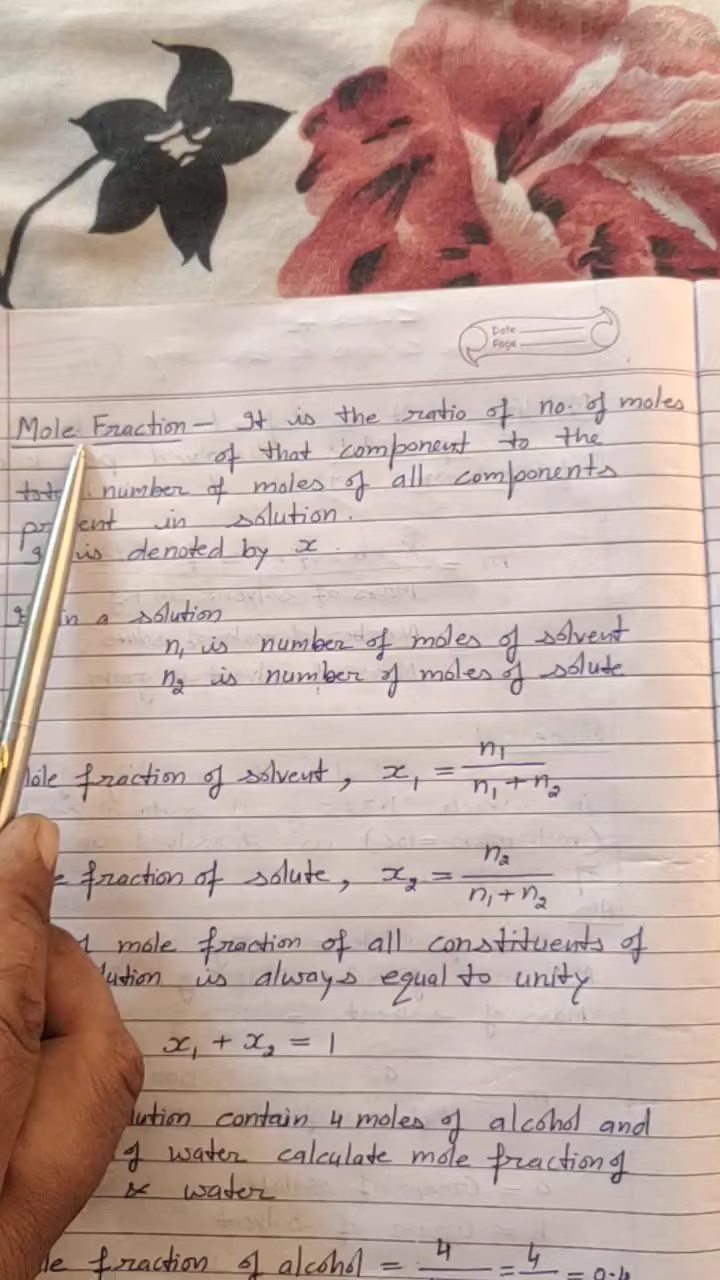 Date
Page
Mole Fraction - It is the ratio of no. of moles
of that component to the
number of moles of all components
in solution.
is denoted by x.
in a solution
n₁ is number of moles of solvent
n₂ is number of moles of solute
fraction of solvent, x₁ = n₁ / n₁ + n₂
fraction of solute, x₂ = n₂ / n₁ + n₂
mole fraction of all constituents of
is always equal to unity
x₁ + x₂ = 1
contain 4 moles of alcohol and
of water calculate mole fraction of
& water
fraction of alcohol = 4 = 4 = 0.4